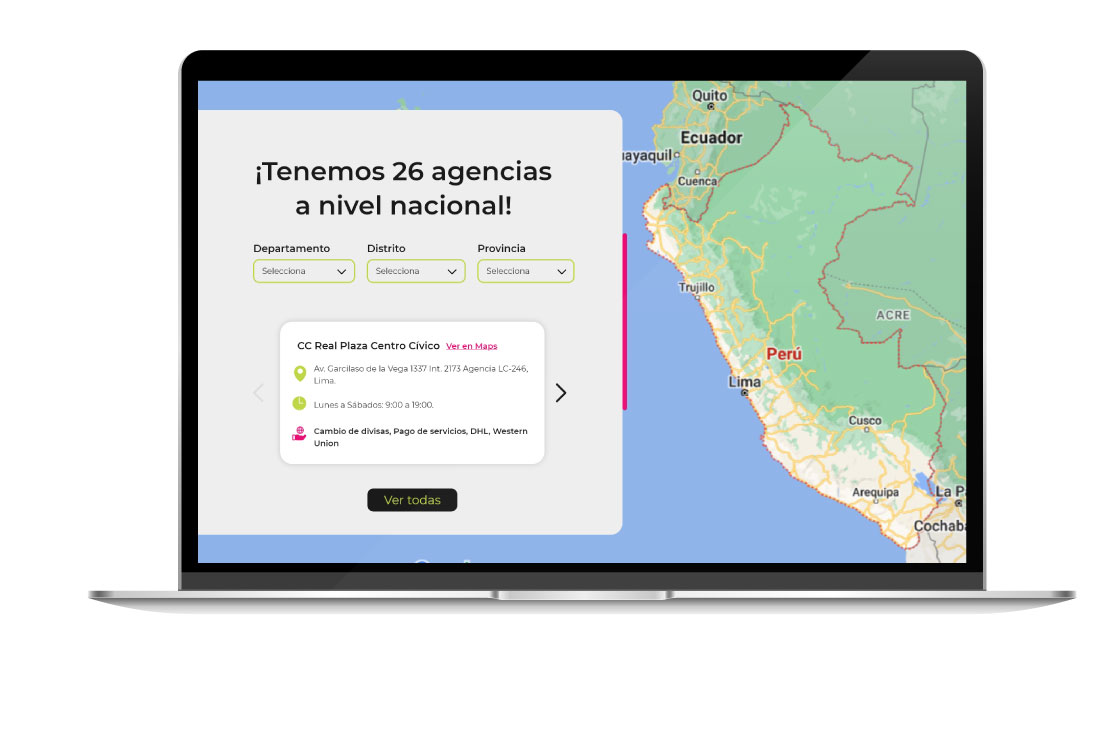 ¡Tenemos 26 agencias
a nivel nacional!
Departamento
Distrito
Provincia
Selecciona
Selecciona
Selecciona
CC Real Plaza Centro Cívico Ver en Maps
Av. Garcilaso de la Vega 1337 Int. 2173 Agencia LC-246,
Lima.
Lunes a Sábados: 9:00 a 19:00.
Cambio de divisas, Pago de servicios, DHL, Western
Union
Ver todas
Quito
Ecuador
uayaquil
Cuenca
Trujillo
ACRE
Perú
Lima
Cusco
Arequipa
La P
Cochab